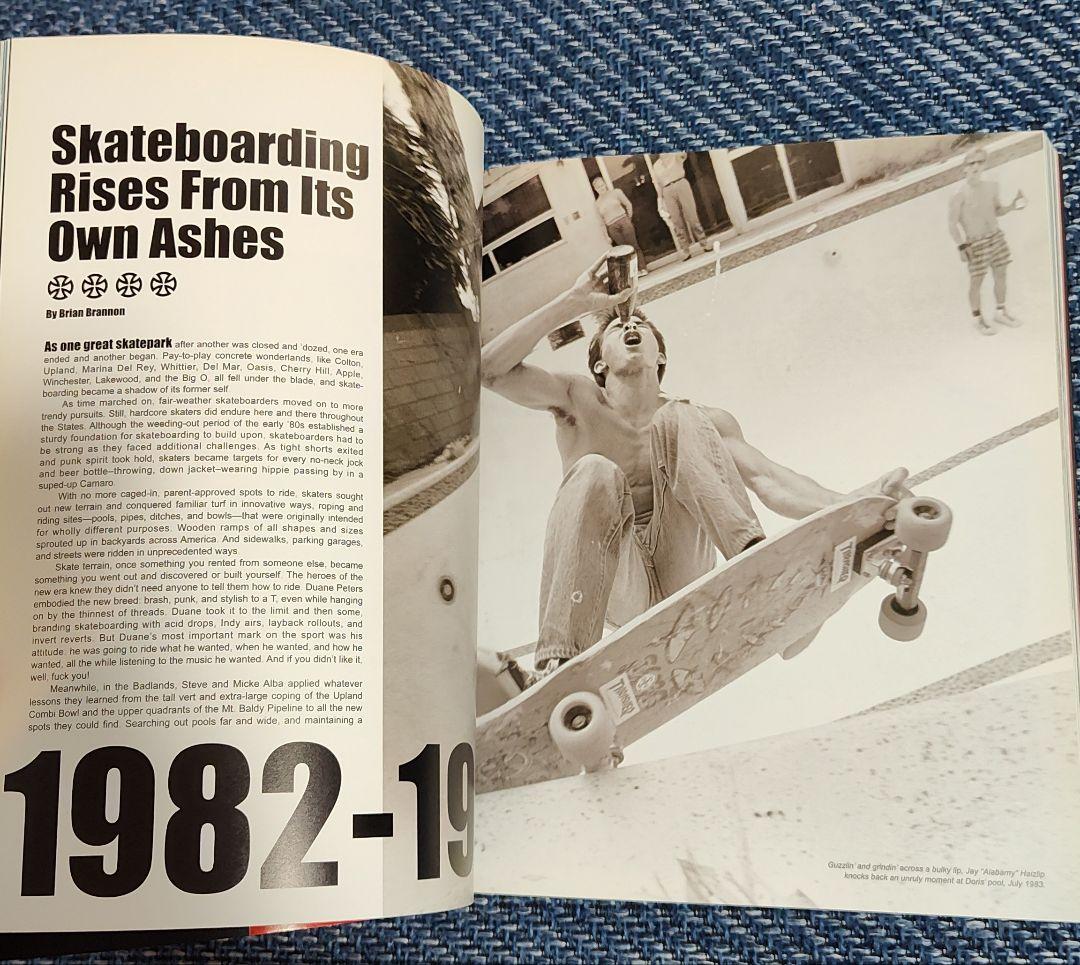 Skateboarding
Rises From Its
Own Ashes
By Brian Brannon
As one great skatepark after another was closed and 'dozed, one era
ended and another began. Pay-to-play concrete wonderlands, like Colton,
Upland, Marina Del Rey, Whittier, Del Mar, Oasis, Cherry Hill, Apple,
Winchester, Lakewood, and the Big O, all fell under the blade, and skate-
boarding became a shadow of its former self.
As time marched on, fair-weather skateboarders moved on to more
trendy pursuits. Still, hardcore skaters did endure here and there throughout
the States. Although the weeding-out period of the early '80s established a
sturdy foundation for skateboarding to build upon, skateboarders had to
be strong as they faced additional challenges. As tight shorts exited
and punk spirit took hold, skaters became targets for every no-neck jock
and beer bottle–throwing, down jacket–wearing hippie passing by in a
suped-up Camaro.
With no more caged-in, parent-approved spots to ride, skaters sought
out new terrain and conquered familiar turf in innovative ways, roping and
riding sites—pools, pipes, ditches, and bowls—that were originally intended
for wholly different purposes. Wooden ramps of all shapes and sizes
sprouted up in backyards across America. And sidewalks, parking garages,
and streets were ridden in unprecedented ways.
Skate terrain, once something you rented from someone else, became
something you went out and discovered or built yourself. The heroes of the
new era knew they didn't need anyone to tell them how to ride. Duane Peters
embodied the new breed: brash, punk, and stylish to a T, even while hanging
on by the thinnest of threads. Duane took it to the limit and then some,
branding skateboarding with acid drops, Indy airs, layback rollouts, and
invert reverts. But Duane's most important mark on the sport was his
attitude: he was going to ride what he wanted, when he wanted, and how he
wanted, all the while listening to the music he wanted. And if you didn't like it,
well, fuck you!
Meanwhile, in the Badlands, Steve and Micke Alba applied whatever
lessons they learned from the tall vert and extra-large coping of the Upland
Combi Bowl and the upper quadrants of the Mt. Baldy Pipeline to all the new
spots they could find. Searching out pools far and wide, and maintaining a
1982-19
THRASHER
THRASHER
Guzzlin' and grindin' across a bulky lip, Jay "Alabamy" Haizlip
knocks back an unruly moment at Doris' pool, July 1983.